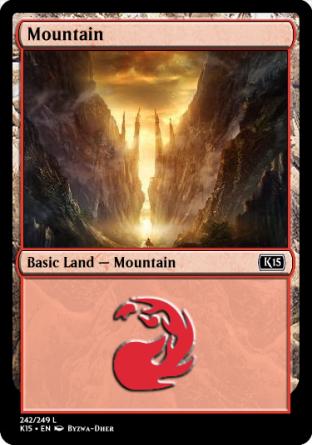 Mountain
Basic Land — Mountain
K15
242/249 L
K15 • EN Byzwa-Dher